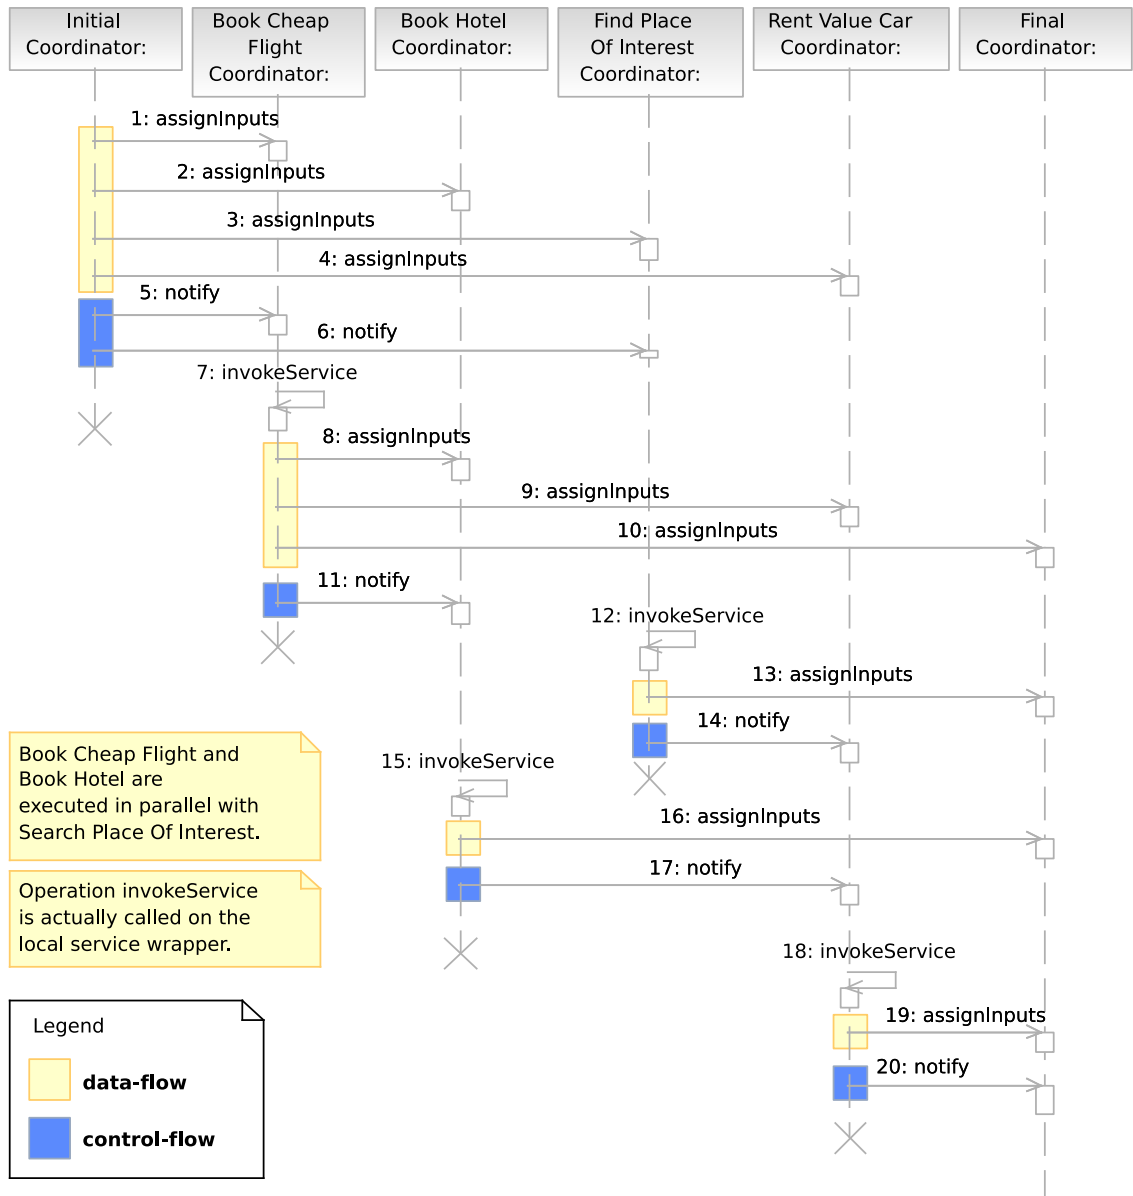 Initial
Coordinator:
Book Cheap
Flight
Coordinator:
Book Hotel
Coordinator:
Find Place
Of Interest
Coordinator:
Rent Value Car
Coordinator:
Final
Coordinator:
1: assignInputs
2: assignInputs
3: assignInputs
4: assignInputs
5: notify
6: notify
7: invokeService
8: assignInputs
9: assignInputs
10: assignInputs
11: notify
12: invokeService
13: assignInputs
14: notify
15: invokeService
16: assignInputs
17: notify
18: invokeService
19: assignInputs
20: notify
Book Cheap Flight and
Book Hotel are
executed in parallel with
Search Place Of Interest.
Operation invokeService
is actually called on the
local service wrapper.
Legend
data-flow
control-flow